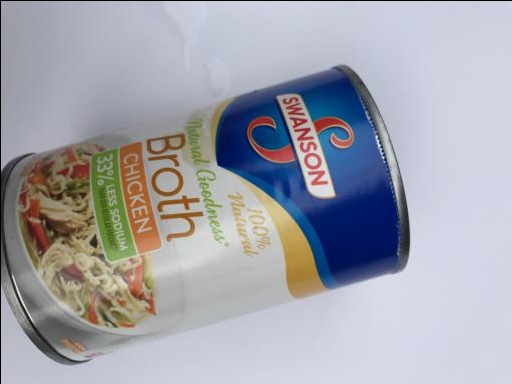 SWANSON
100%
Natural
Natural Goodness
Broth
CHICKEN
33% LESS SODIUM